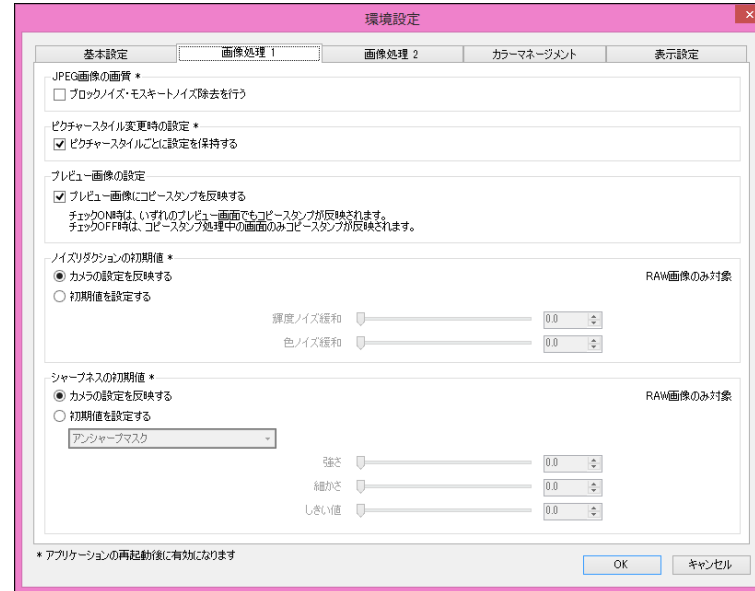 環境設定
×
基本設定
画像処理 1
画像処理 2
カラーマネージメント
表示設定
JPEG画像の画質 *
ブロックノイズ・モスキートノイズ除去を行う
ピクチャースタイル変更時の設定 *
ピクチャースタイルごとに設定を保持する
プレビュー画像の設定
プレビュー画像にコピースタンプを反映する
チェックON時は、いずれのプレビュー画面でもコピースタンプが反映されます。
チェックOFF時は、コピースタンプ処理中の画面のみコピースタンプが反映されます。
ノイズリダクションの初期値 *
カメラの設定を反映する
RAW画像のみ対象
初期値を設定する
輝度ノイズ緩和 0.0
色ノイズ緩和 0.0
シャープネスの初期値 *
カメラの設定を反映する
RAW画像のみ対象
初期値を設定する
アンシャープマスク
強さ 0.0
細かさ 0.0
しきい値 0.0
* アプリケーションの再起動後に有効になります
OK
キャンセル